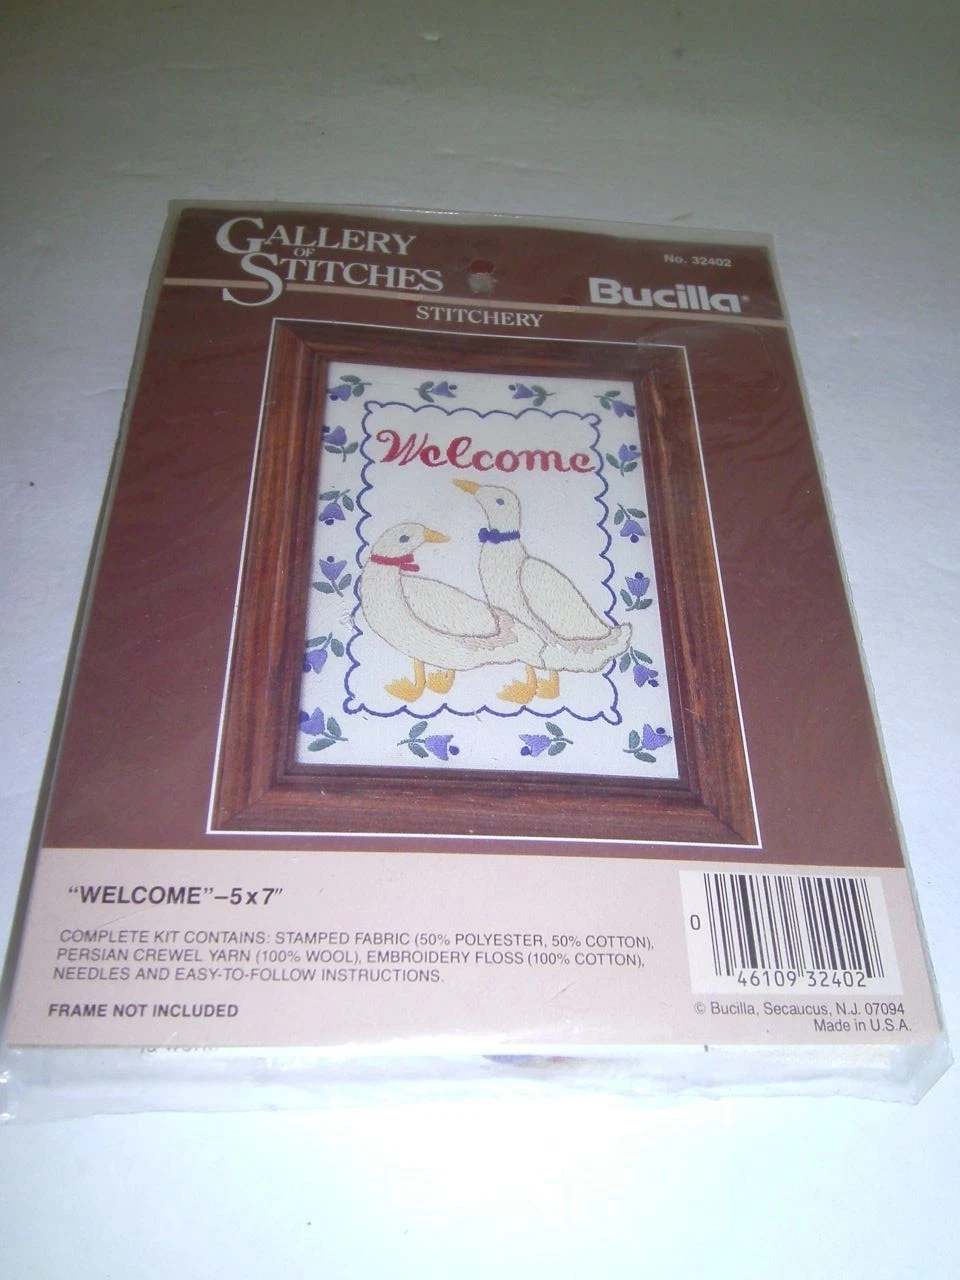 GALLERY
OF
STITCHES
STITCHERY
No. 32402
Bucilla®
Welcome
"WELCOME"–5 x 7"
COMPLETE KIT CONTAINS: STAMPED FABRIC (50% POLYESTER, 50% COTTON),
PERSIAN CREWEL YARN (100% WOOL), EMBROIDERY FLOSS (100% COTTON),
NEEDLES AND EASY-TO-FOLLOW INSTRUCTIONS.
FRAME NOT INCLUDED
0 46109 32402
© Bucilla, Secaucus, N.J. 07094
Made in U.S.A.